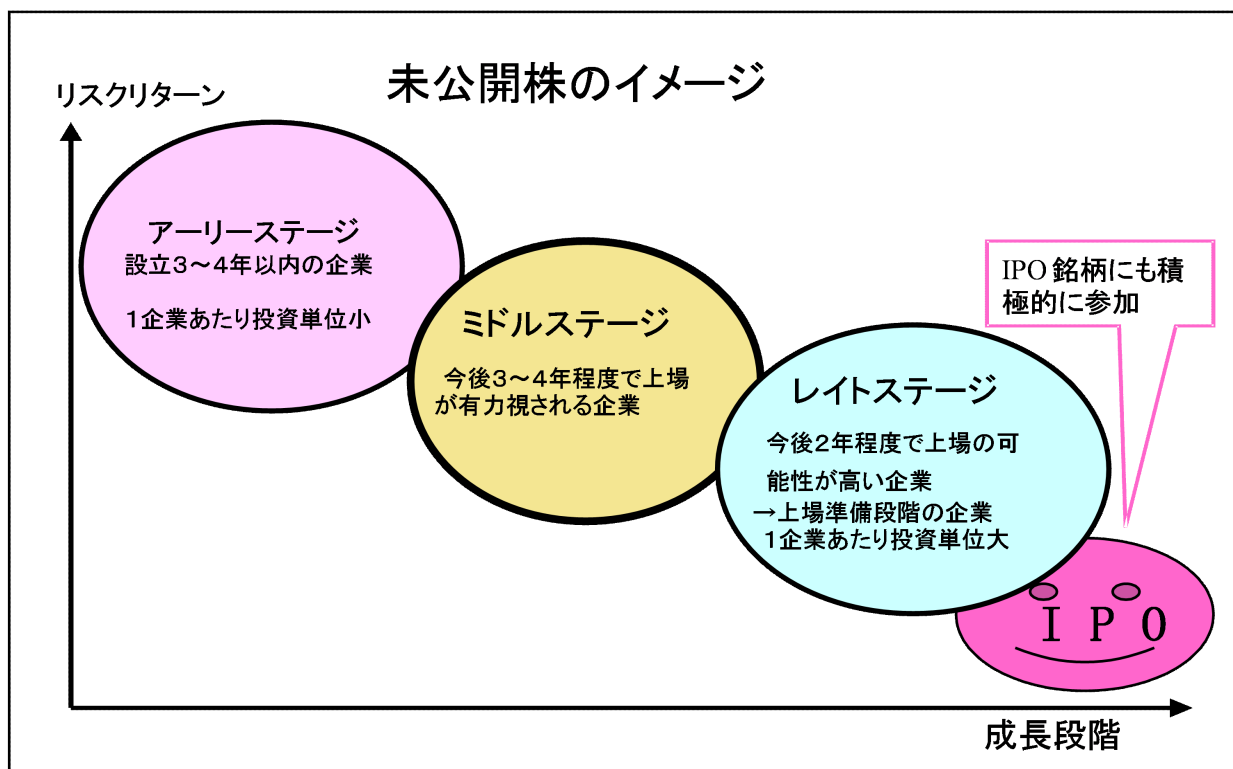 未公開株のイメージ
リスクリターン
アーリーステージ
設立３～４年以内の企業
１企業あたり投資単位小
ミドルステージ
今後３～４年程度で上場
が有力視される企業
レイトステージ
今後２年程度で上場の可
能性が高い企業
→上場準備段階の企業
１企業あたり投資単位大
IPO 銘柄にも積
極的に参加
ＩＰＯ
成長段階